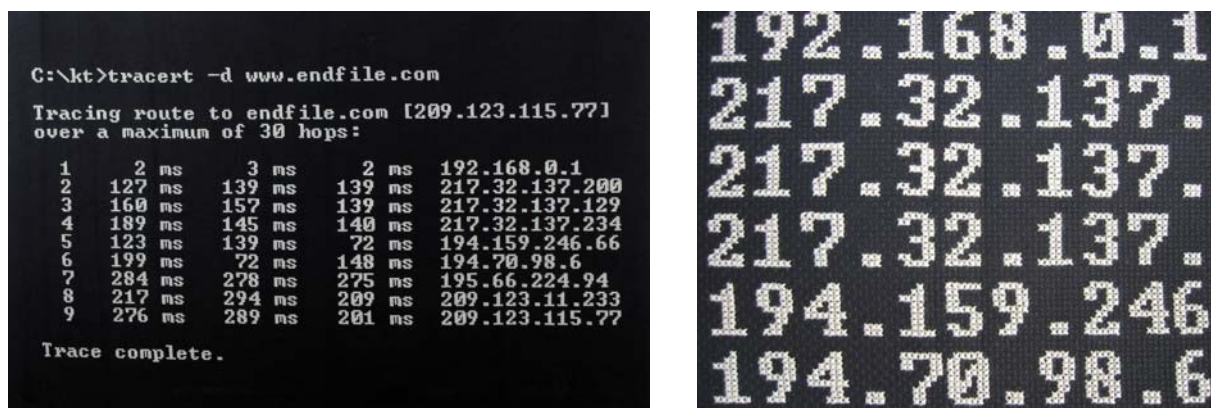 C:\kt>tracert -d www.endfile.com
Tracing route to endfile.com [209.123.115.77]
over a maximum of 30 hops:
1 2 ms 3 ms 2 ms 192.168.0.1
2 127 ms 139 ms 139 ms 217.32.137.200
3 160 ms 157 ms 139 ms 217.32.137.129
4 189 ms 145 ms 140 ms 217.32.137.234
5 123 ms 139 ms 72 ms 194.159.246.66
6 199 ms 72 ms 148 ms 194.70.98.6
7 284 ms 278 ms 275 ms 195.66.224.94
8 217 ms 294 ms 209 ms 209.123.11.233
9 276 ms 289 ms 201 ms 209.123.115.77
Trace complete.
192.168.0.1
217.32.137.
217.32.137.
217.32.137.
194.159.246
194.70.98.6